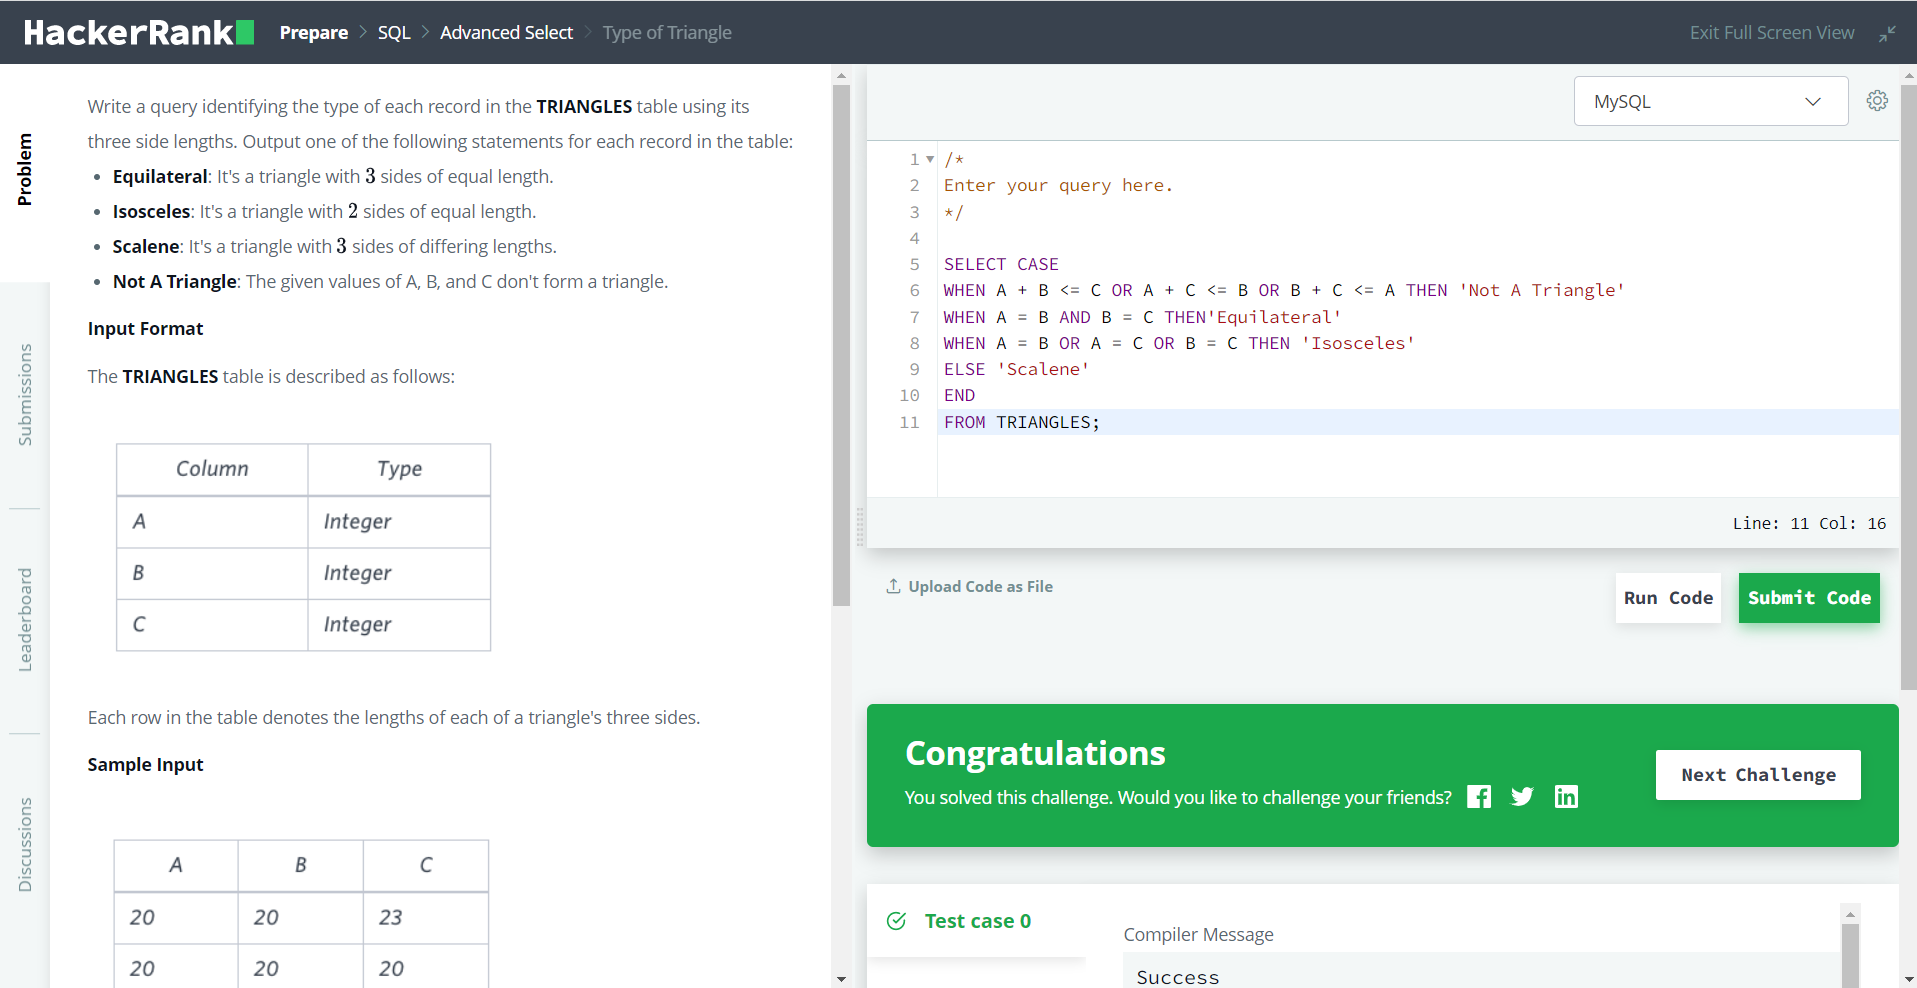 HackerRank
Prepare > SQL > Advanced Select > Type of Triangle
Exit Full Screen View
Problem
Submissions
Leaderboard
Discussions
Write a query identifying the type of each record in the TRIANGLES table using its
three side lengths. Output one of the following statements for each record in the table:
• Equilateral: It's a triangle with 3 sides of equal length.
• Isosceles: It's a triangle with 2 sides of equal length.
• Scalene: It's a triangle with 3 sides of differing lengths.
• Not A Triangle: The given values of A, B, and C don't form a triangle.
Input Format
The TRIANGLES table is described as follows:
Column Type
A Integer
B Integer
C Integer
Each row in the table denotes the lengths of each of a triangle's three sides.
Sample Input
A B C
20 20 23
20 20 20
MySQL
1 /*
2 Enter your query here.
3 */
4
5 SELECT CASE
6 WHEN A + B <= C OR A + C <= B OR B + C <= A THEN 'Not A Triangle'
7 WHEN A = B AND B = C THEN'Equilateral'
8 WHEN A = B OR A = C OR B = C THEN 'Isosceles'
9 ELSE 'Scalene'
10 END
11 FROM TRIANGLES;
Line: 11 Col: 16
Upload Code as File
Run Code
Submit Code
Congratulations
You solved this challenge. Would you like to challenge your friends?
Next Challenge
Test case 0
Compiler Message
Success